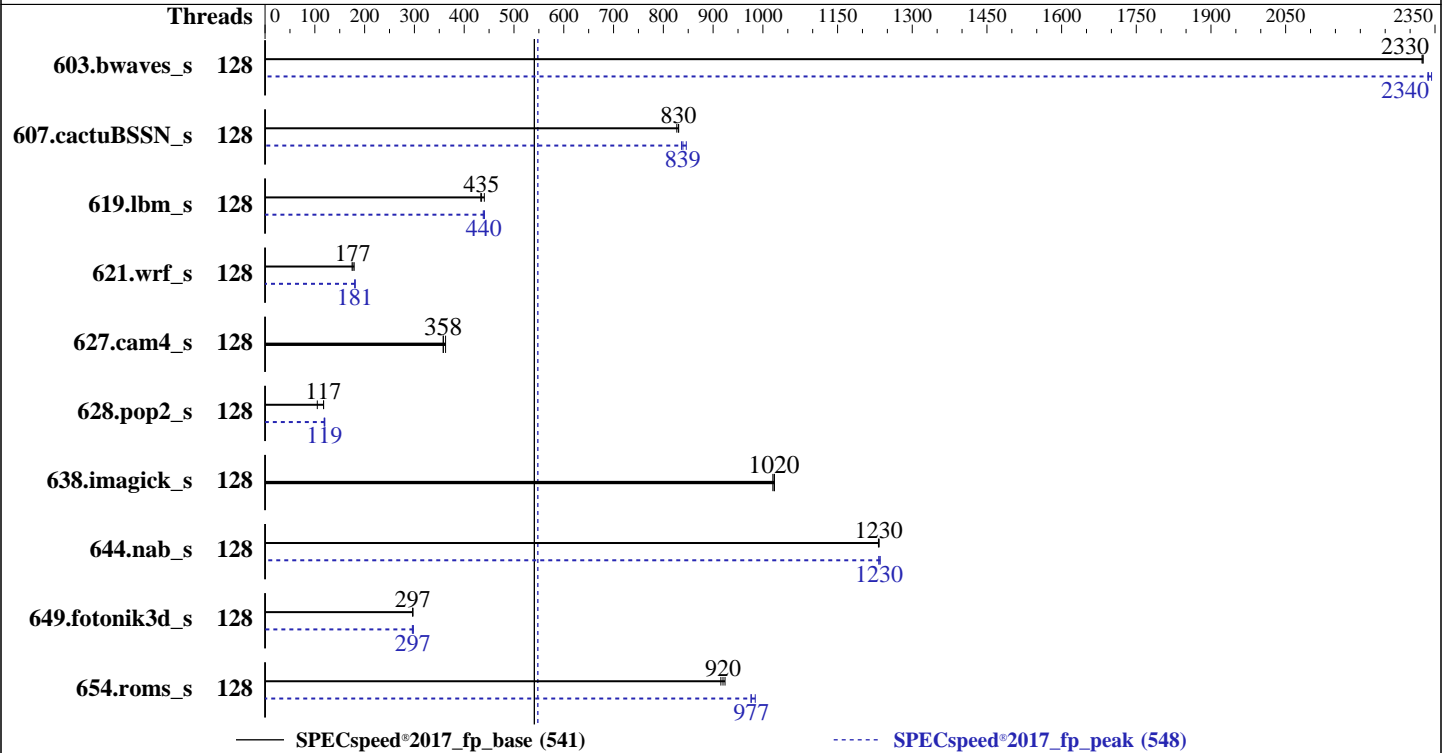 Threads 0 100 200 300 400 500 600 700 800 900 1000 1150 1300 1450 1600 1750 1900 2050 2350
2330
603.bwaves_s 128
2340
830
607.cactuBSSN_s 128
839
435
619.lbm_s 128
440
177
621.wrf_s 128
181
358
627.cam4_s 128
117
628.pop2_s 128
119
1020
638.imagick_s 128
1230
644.nab_s 128
1230
297
649.fotonik3d_s 128
297
920
654.roms_s 128
977
SPECspeed®2017_fp_base (541) SPECspeed®2017_fp_peak (548)